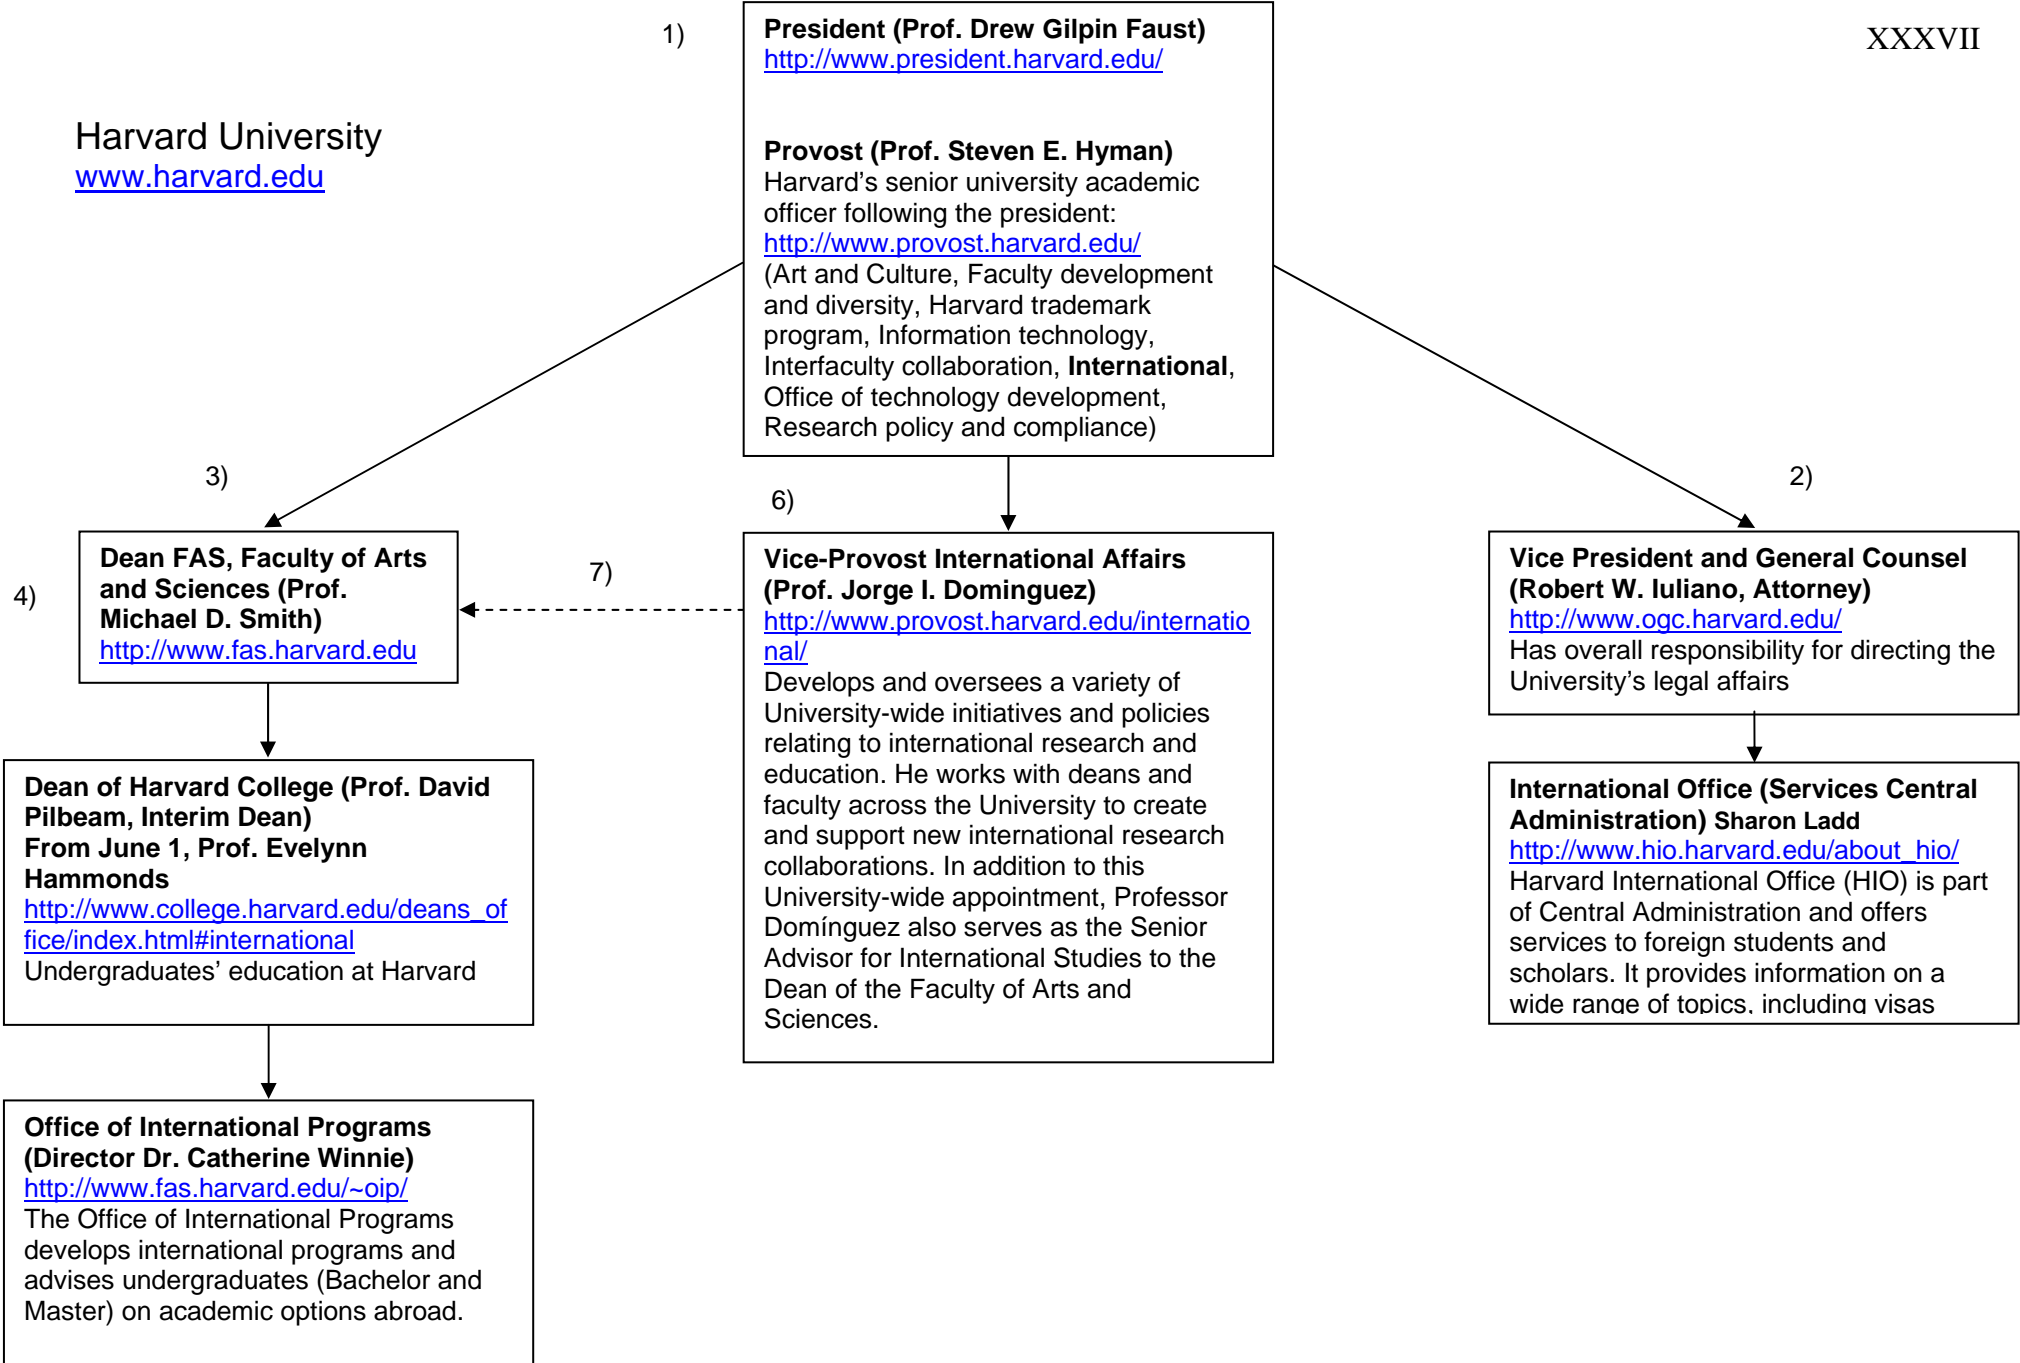 1)
XXXVII
Harvard University
www.harvard.edu
President (Prof. Drew Gilpin Faust)
http://www.president.harvard.edu/
Provost (Prof. Steven E. Hyman)
Harvard’s senior university academic
officer following the president:
http://www.provost.harvard.edu/
(Art and Culture, Faculty development
and diversity, Harvard trademark
program, Information technology,
Interfaculty collaboration, International,
Office of technology development,
Research policy and compliance)
3)
6)
2)
4)
Dean FAS, Faculty of Arts
and Sciences (Prof.
Michael D. Smith)
http://www.fas.harvard.edu
7)
Vice-Provost International Affairs
(Prof. Jorge I. Dominguez)
http://www.provost.harvard.edu/internatio
nal/
Develops and oversees a variety of
University-wide initiatives and policies
relating to international research and
education. He works with deans and
faculty across the University to create
and support new international research
collaborations. In addition to this
University-wide appointment, Professor
Domínguez also serves as the Senior
Advisor for International Studies to the
Dean of the Faculty of Arts and
Sciences.
Vice President and General Counsel
(Robert W. Iuliano, Attorney)
http://www.ogc.harvard.edu/
Has overall responsibility for directing the
University’s legal affairs
Dean of Harvard College (Prof. David
Pilbeam, Interim Dean)
From June 1, Prof. Evelynn
Hammonds
http://www.college.harvard.edu/deans_of
fice/index.html#international
Undergraduates’ education at Harvard
International Office (Services Central
Administration) Sharon Ladd
http://www.hio.harvard.edu/about_hio/
Harvard International Office (HIO) is part
of Central Administration and offers
services to foreign students and
scholars. It provides information on a
wide range of topics, including visas
Office of International Programs
(Director Dr. Catherine Winnie)
http://www.fas.harvard.edu/~oip/
The Office of International Programs
develops international programs and
advises undergraduates (Bachelor and
Master) on academic options abroad.